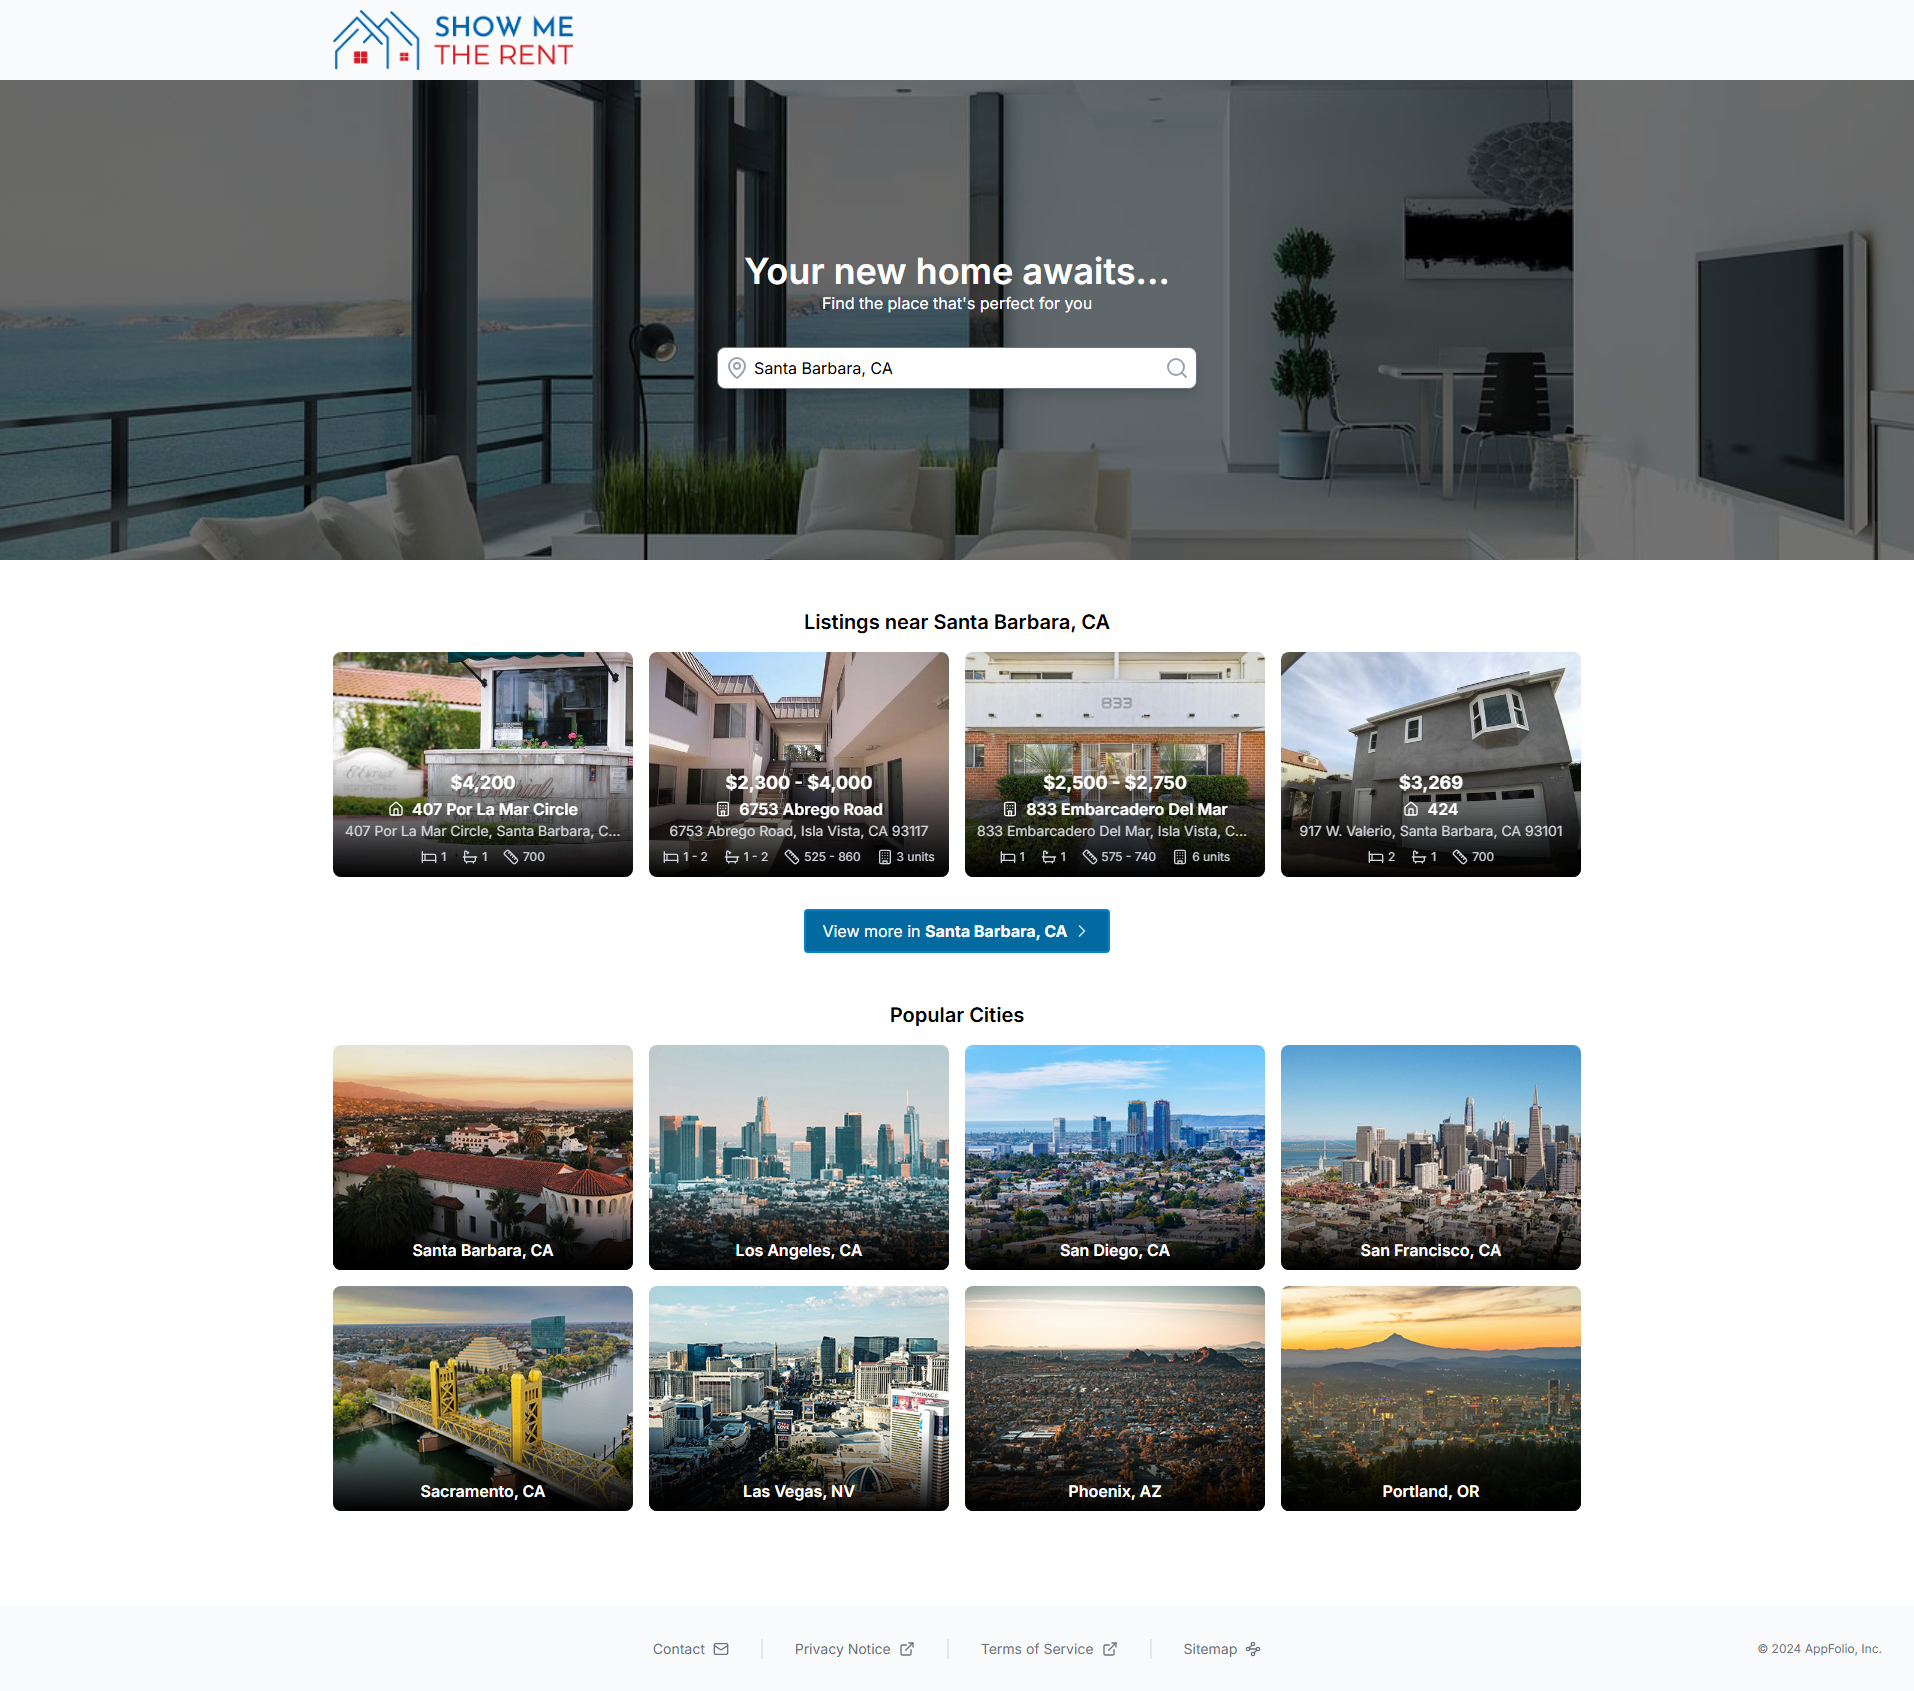 SHOW ME
THE RENT
Your new home awaits...
Find the place that's perfect for you
Santa Barbara, CA
Listings near Santa Barbara, CA
$4,200
407 Por La Mar Circle
407 Por La Mar Circle, Santa Barbara, C...
1 1 700
$2,300 - $4,000
6753 Abrego Road
6753 Abrego Road, Isla Vista, CA 93117
1 - 2 1 - 2 525 - 860 3 units
833
$2,500 - $2,750
833 Embarcadero Del Mar
833 Embarcadero Del Mar, Isla Vista, C...
1 1 575 - 740 6 units
$3,269
424
917 W. Valerio, Santa Barbara, CA 93101
2 1 700
View more in Santa Barbara, CA
Popular Cities
Santa Barbara, CA
Los Angeles, CA
San Diego, CA
San Francisco, CA
Sacramento, CA
Las Vegas, NV
Phoenix, AZ
Portland, OR
Contact
Privacy Notice
Terms of Service
Sitemap
© 2024 AppFolio, Inc.